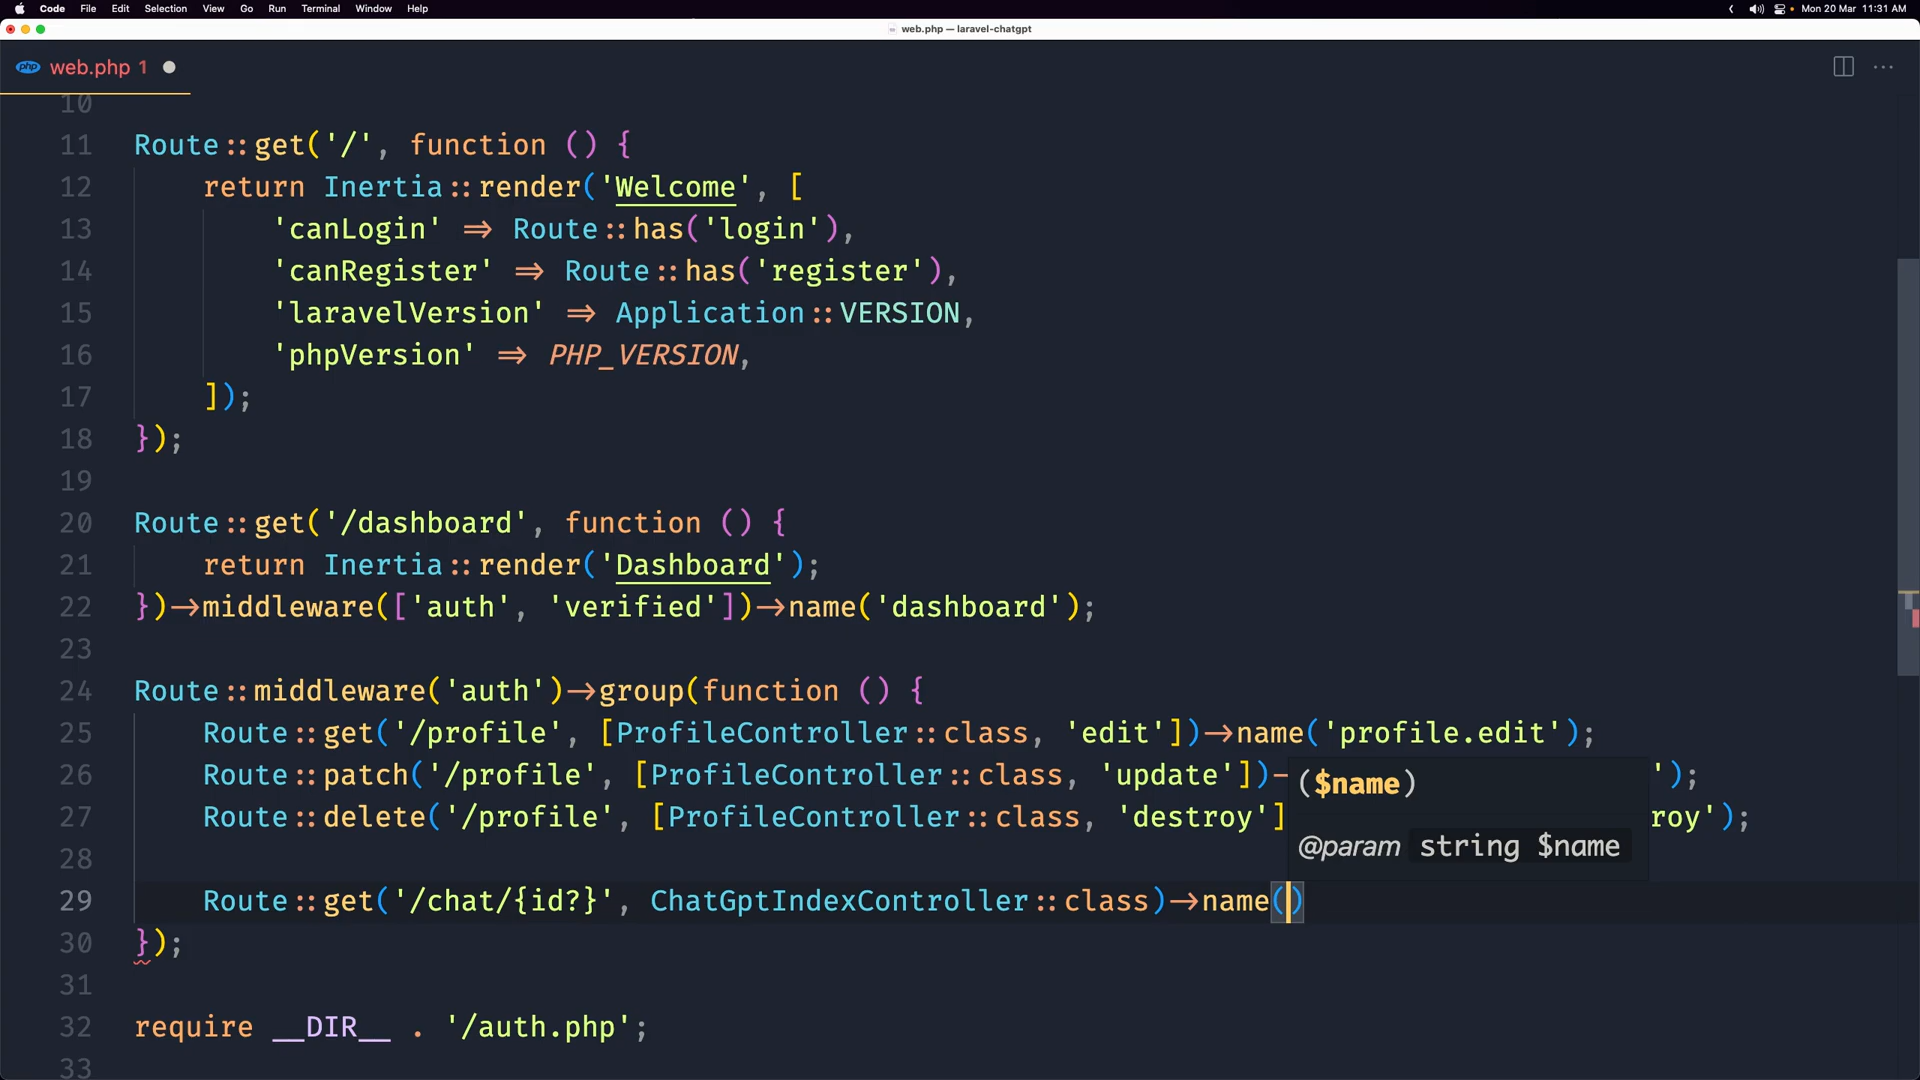 Code File Edit Selection View Go Run Terminal Window Help Mon 20 Mar 11:31 AM
web.php — laravel-chatgpt
php web.php 1
10
11 Route::get('/', function () {
12 return Inertia::render('Welcome', [
13 'canLogin' => Route::has('login'),
14 'canRegister' => Route::has('register'),
15 'laravelVersion' => Application::VERSION,
16 'phpVersion' => PHP_VERSION,
17 ]);
18 });
19
20 Route::get('/dashboard', function () {
21 return Inertia::render('Dashboard');
22 })->middleware(['auth', 'verified'])->name('dashboard');
23
24 Route::middleware('auth')->group(function () {
25 Route::get('/profile', [ProfileController::class, 'edit'])->name('profile.edit');
26 Route::patch('/profile', [ProfileController::class, 'update'])- ');
($name)
27 Route::delete('/profile', [ProfileController::class, 'destroy'] roy');
@param string $name
28
29 Route::get('/chat/{id?}', ChatGptIndexController::class)->name()
30 });
31
32 require __DIR__ . '/auth.php';
33